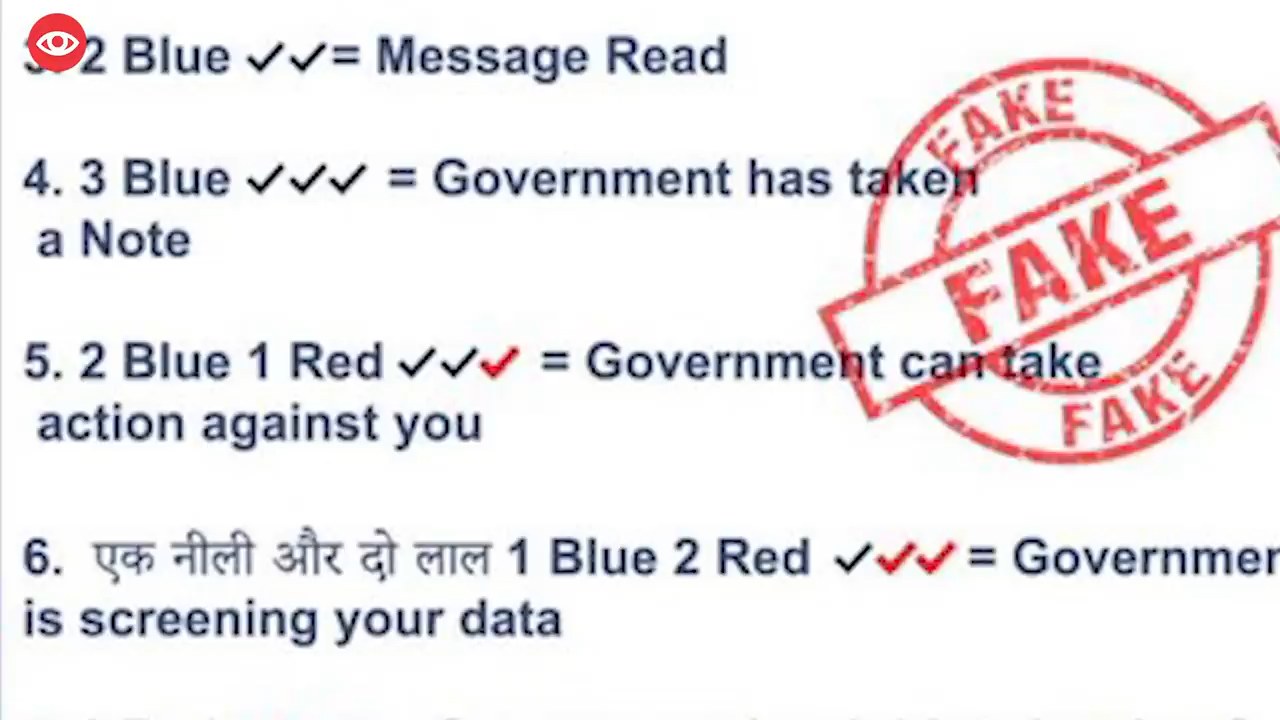 3. 2 Blue ✓✓= Message Read
4. 3 Blue ✓✓✓ = Government has taken
a Note
5. 2 Blue 1 Red ✓✓✓ = Government can take
action against you
6. एक नीली और दो लाल 1 Blue 2 Red ✓✓✓= Governmen
is screening your data
FAKE
FAKE
FAKE